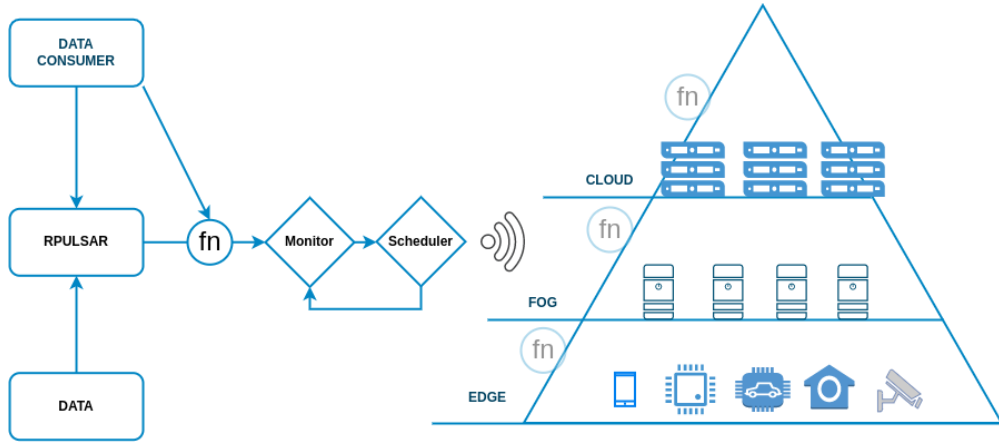 DATA
CONSUMER
RPULSAR
fn
Monitor
Scheduler
DATA
fn
CLOUD
fn
FOG
fn
EDGE